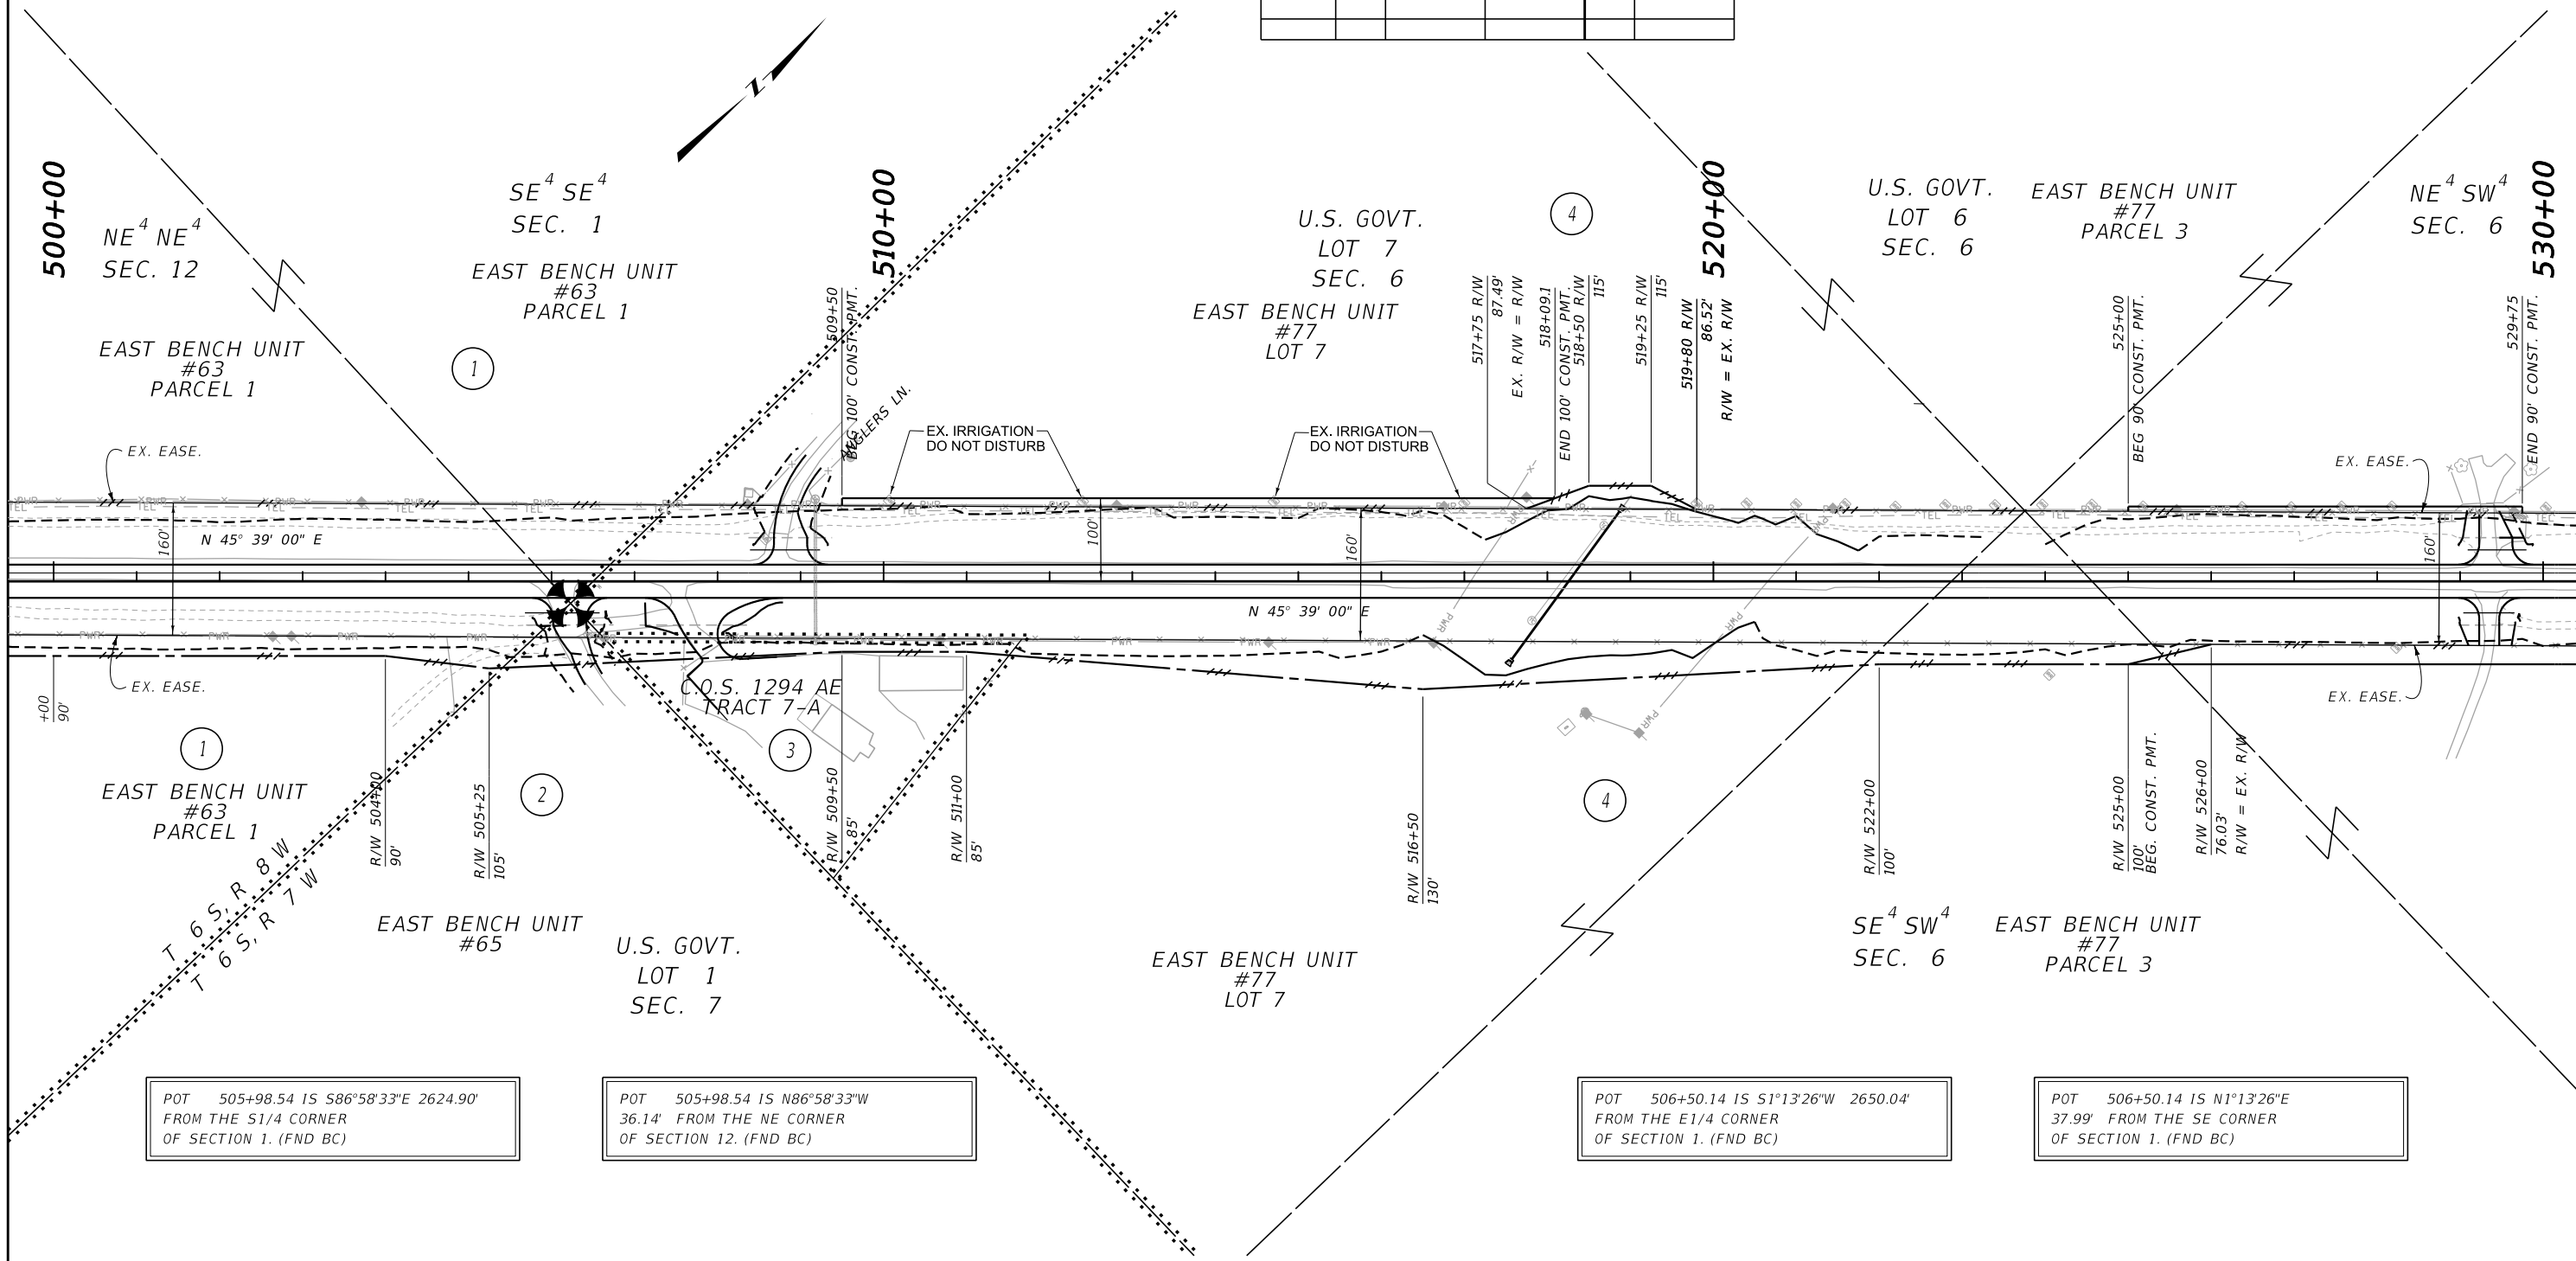 500+00
NE4 NE4
SEC. 12
EAST BENCH UNIT
#63
PARCEL 1
SE4 SE4
SEC. 1
EAST BENCH UNIT
#63
PARCEL 1
1
510+00
509+50
BEG 100' CONST. PMT.
ANGLERS LN.
U.S. GOVT.
LOT 7
SEC. 6
EAST BENCH UNIT
#77
LOT 7
4
517+75 R/W
87.49'
EX. R/W = R/W
518+09.1
END 100' CONST. PMT.
518+50 R/W
115'
519+25 R/W
115'
519+80 R/W
86.52'
R/W = EX. R/W
520+00
U.S. GOVT.
LOT 6
SEC. 6
EAST BENCH UNIT
#77
PARCEL 3
525+00
BEG 90' CONST. PMT.
NE4 SW4
SEC. 6
529+75
END 90' CONST. PMT.
530+00
EX. EASE.
EX. IRRIGATION
DO NOT DISTURB
EX. IRRIGATION
DO NOT DISTURB
EX. EASE.
PWR
TEL
160'
N 45° 39' 00" E
100'
160'
N 45° 39' 00" E
160'
EX. EASE.
+00
90'
1
EAST BENCH UNIT
#63
PARCEL 1
R/W 504+00
90'
R/W 505+25
105'
2
C.O.S. 1294 AE
TRACT 7-A
3
R/W 509+50
85'
R/W 511+00
85'
R/W 516+50
130'
4
R/W 522+00
100'
R/W 525+00
100'
BEG. CONST. PMT.
R/W 526+00
76.03'
R/W = EX. R/W
EX. EASE.
T 6 S, R 8 W
T 6 S, R 7 W
EAST BENCH UNIT
#65
U.S. GOVT.
LOT 1
SEC. 7
EAST BENCH UNIT
#77
LOT 7
SE4 SW4
SEC. 6
EAST BENCH UNIT
#77
PARCEL 3
POT 505+98.54 IS S86°58'33"E 2624.90'
FROM THE S1/4 CORNER
OF SECTION 1. (FND BC)
POT 505+98.54 IS N86°58'33"W
36.14' FROM THE NE CORNER
OF SECTION 12. (FND BC)
POT 506+50.14 IS S1°13'26"W 2650.04'
FROM THE E1/4 CORNER
OF SECTION 1. (FND BC)
POT 506+50.14 IS N1°13'26"E
37.99' FROM THE SE CORNER
OF SECTION 1. (FND BC)